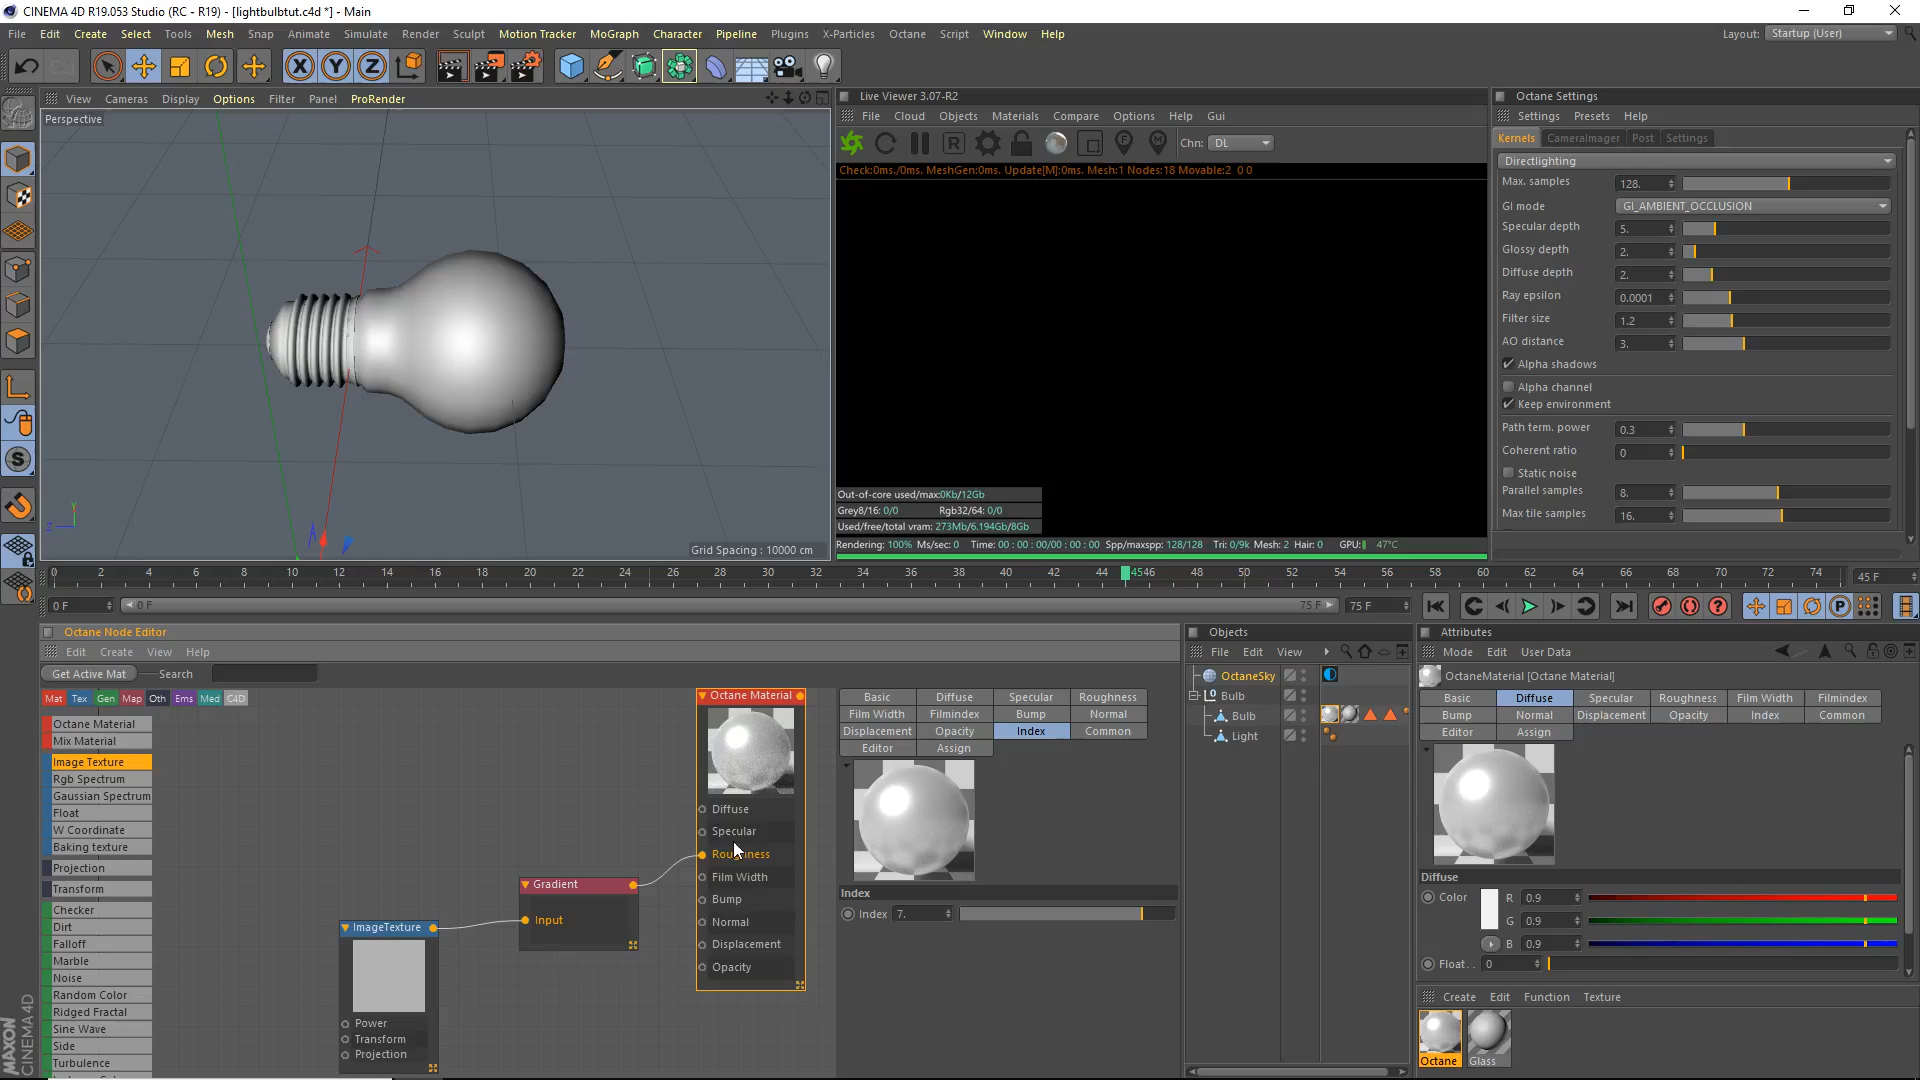 CINEMA 4D R19.053 Studio (RC - R19) - [lightbulbtut.c4d *] - Main
File Edit Create Select Tools Mesh Snap Animate Simulate Render Sculpt Motion Tracker MoGraph Character Pipeline Plugins X-Particles Octane Script Window Help
Layout: Startup (User)
View Cameras Display Options Filter Panel ProRender
Perspective
Grid Spacing : 10000 cm
Live Viewer 3.07-R2
File Cloud Objects Materials Compare Options Help Gui
Chn: DL
Check:0ms./0ms. MeshGen:0ms. Update[M]:0ms. Mesh:1 Nodes:18 Movable:2 0 0
Out-of-core used/max:0Kb/12Gb
Grey8/16: 0/0 Rgb32/64: 0/0
Used/free/total vram: 273Mb/6.194Gb/8Gb
Rendering: 100% Ms/sec: 0 Time: 00 : 00 : 00/00 : 00 : 00 Spp/maxspp: 128/128 Tri: 0/9k Mesh: 2 Hair: 0 GPU: 47°C
Octane Settings
Settings Presets Help
Kernels CameraImager Post Settings
Directlighting
Max. samples 128.
GI mode GI_AMBIENT_OCCLUSION
Specular depth 5.
Glossy depth 2.
Diffuse depth 2.
Ray epsilon 0.0001
Filter size 1.2
AO distance 3.
Alpha shadows
Alpha channel
Keep environment
Path term. power 0.3
Coherent ratio 0
Static noise
Parallel samples 8.
Max tile samples 16.
0 2 4 6 8 10 12 14 16 18 20 22 24 26 28 30 32 34 36 38 40 42 44 4546 48 50 52 54 56 58 60 62 64 66 68 70 72 74 45 F
0 F 0 F 75 F 75 F
Octane Node Editor
Edit Create View Help
Get Active Mat Search
Mat Tex Gen Map Oth Ems Med C4D
Octane Material
Mix Material
Image Texture
Rgb Spectrum
Gaussian Spectrum
Float
W Coordinate
Baking texture
Projection
Transform
Checker
Dirt
Falloff
Marble
Noise
Random Color
Ridged Fractal
Sine Wave
Side
Turbulence
ImageTexture
Power
Transform
Projection
Gradient
Input
Octane Material
Diffuse
Specular
Roughness
Film Width
Bump
Normal
Displacement
Opacity
Basic Diffuse Specular Roughness
Film Width Filmindex Bump Normal
Displacement Opacity Index Common
Editor Assign
Index
Index 7.
Objects
File Edit View
OctaneSky
Bulb
Bulb
Light
Attributes
Mode Edit User Data
OctaneMaterial [Octane Material]
Basic Diffuse Specular Roughness Film Width Filmindex
Bump Normal Displacement Opacity Index Common
Editor Assign
Diffuse
Color R 0.9
G 0.9
B 0.9
Float . . 0
Create Edit Function Texture
Octane Glass
MAXON
CINEMA 4D